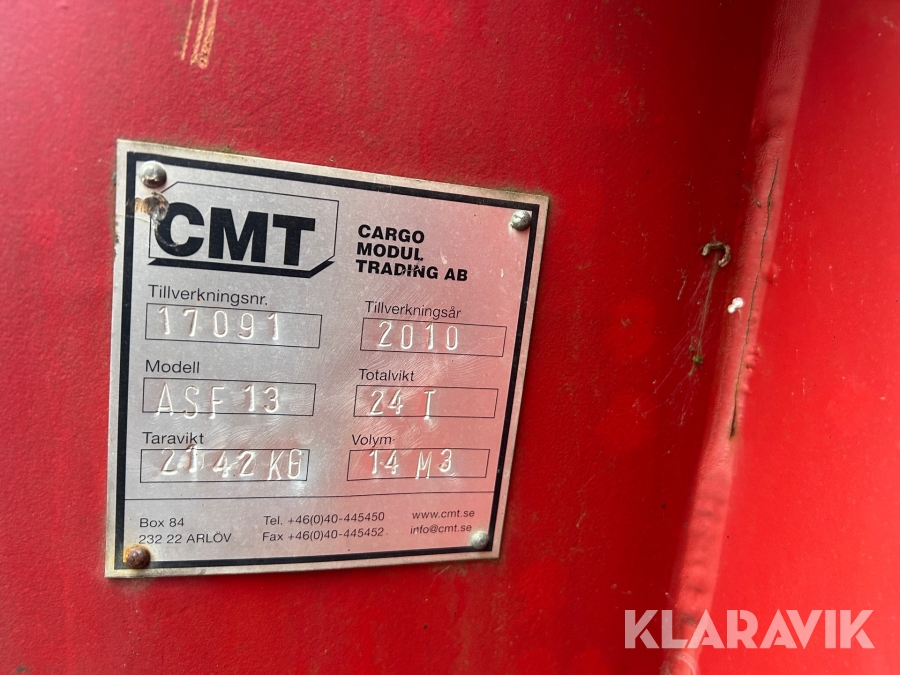 CMT
CARGO
MODUL
TRADING AB
Tillverkningsnr.
17091
Tillverkningsår
2010
Modell
ASF 13
Totalvikt
24 T
Taravikt
2142 KG
Volym
14 M3
Box 84
232 22 ARLÖV
Tel. +46(0)40-445450
Fax +46(0)40-445452
www.cmt.se
info@cmt.se
KLARAVIK